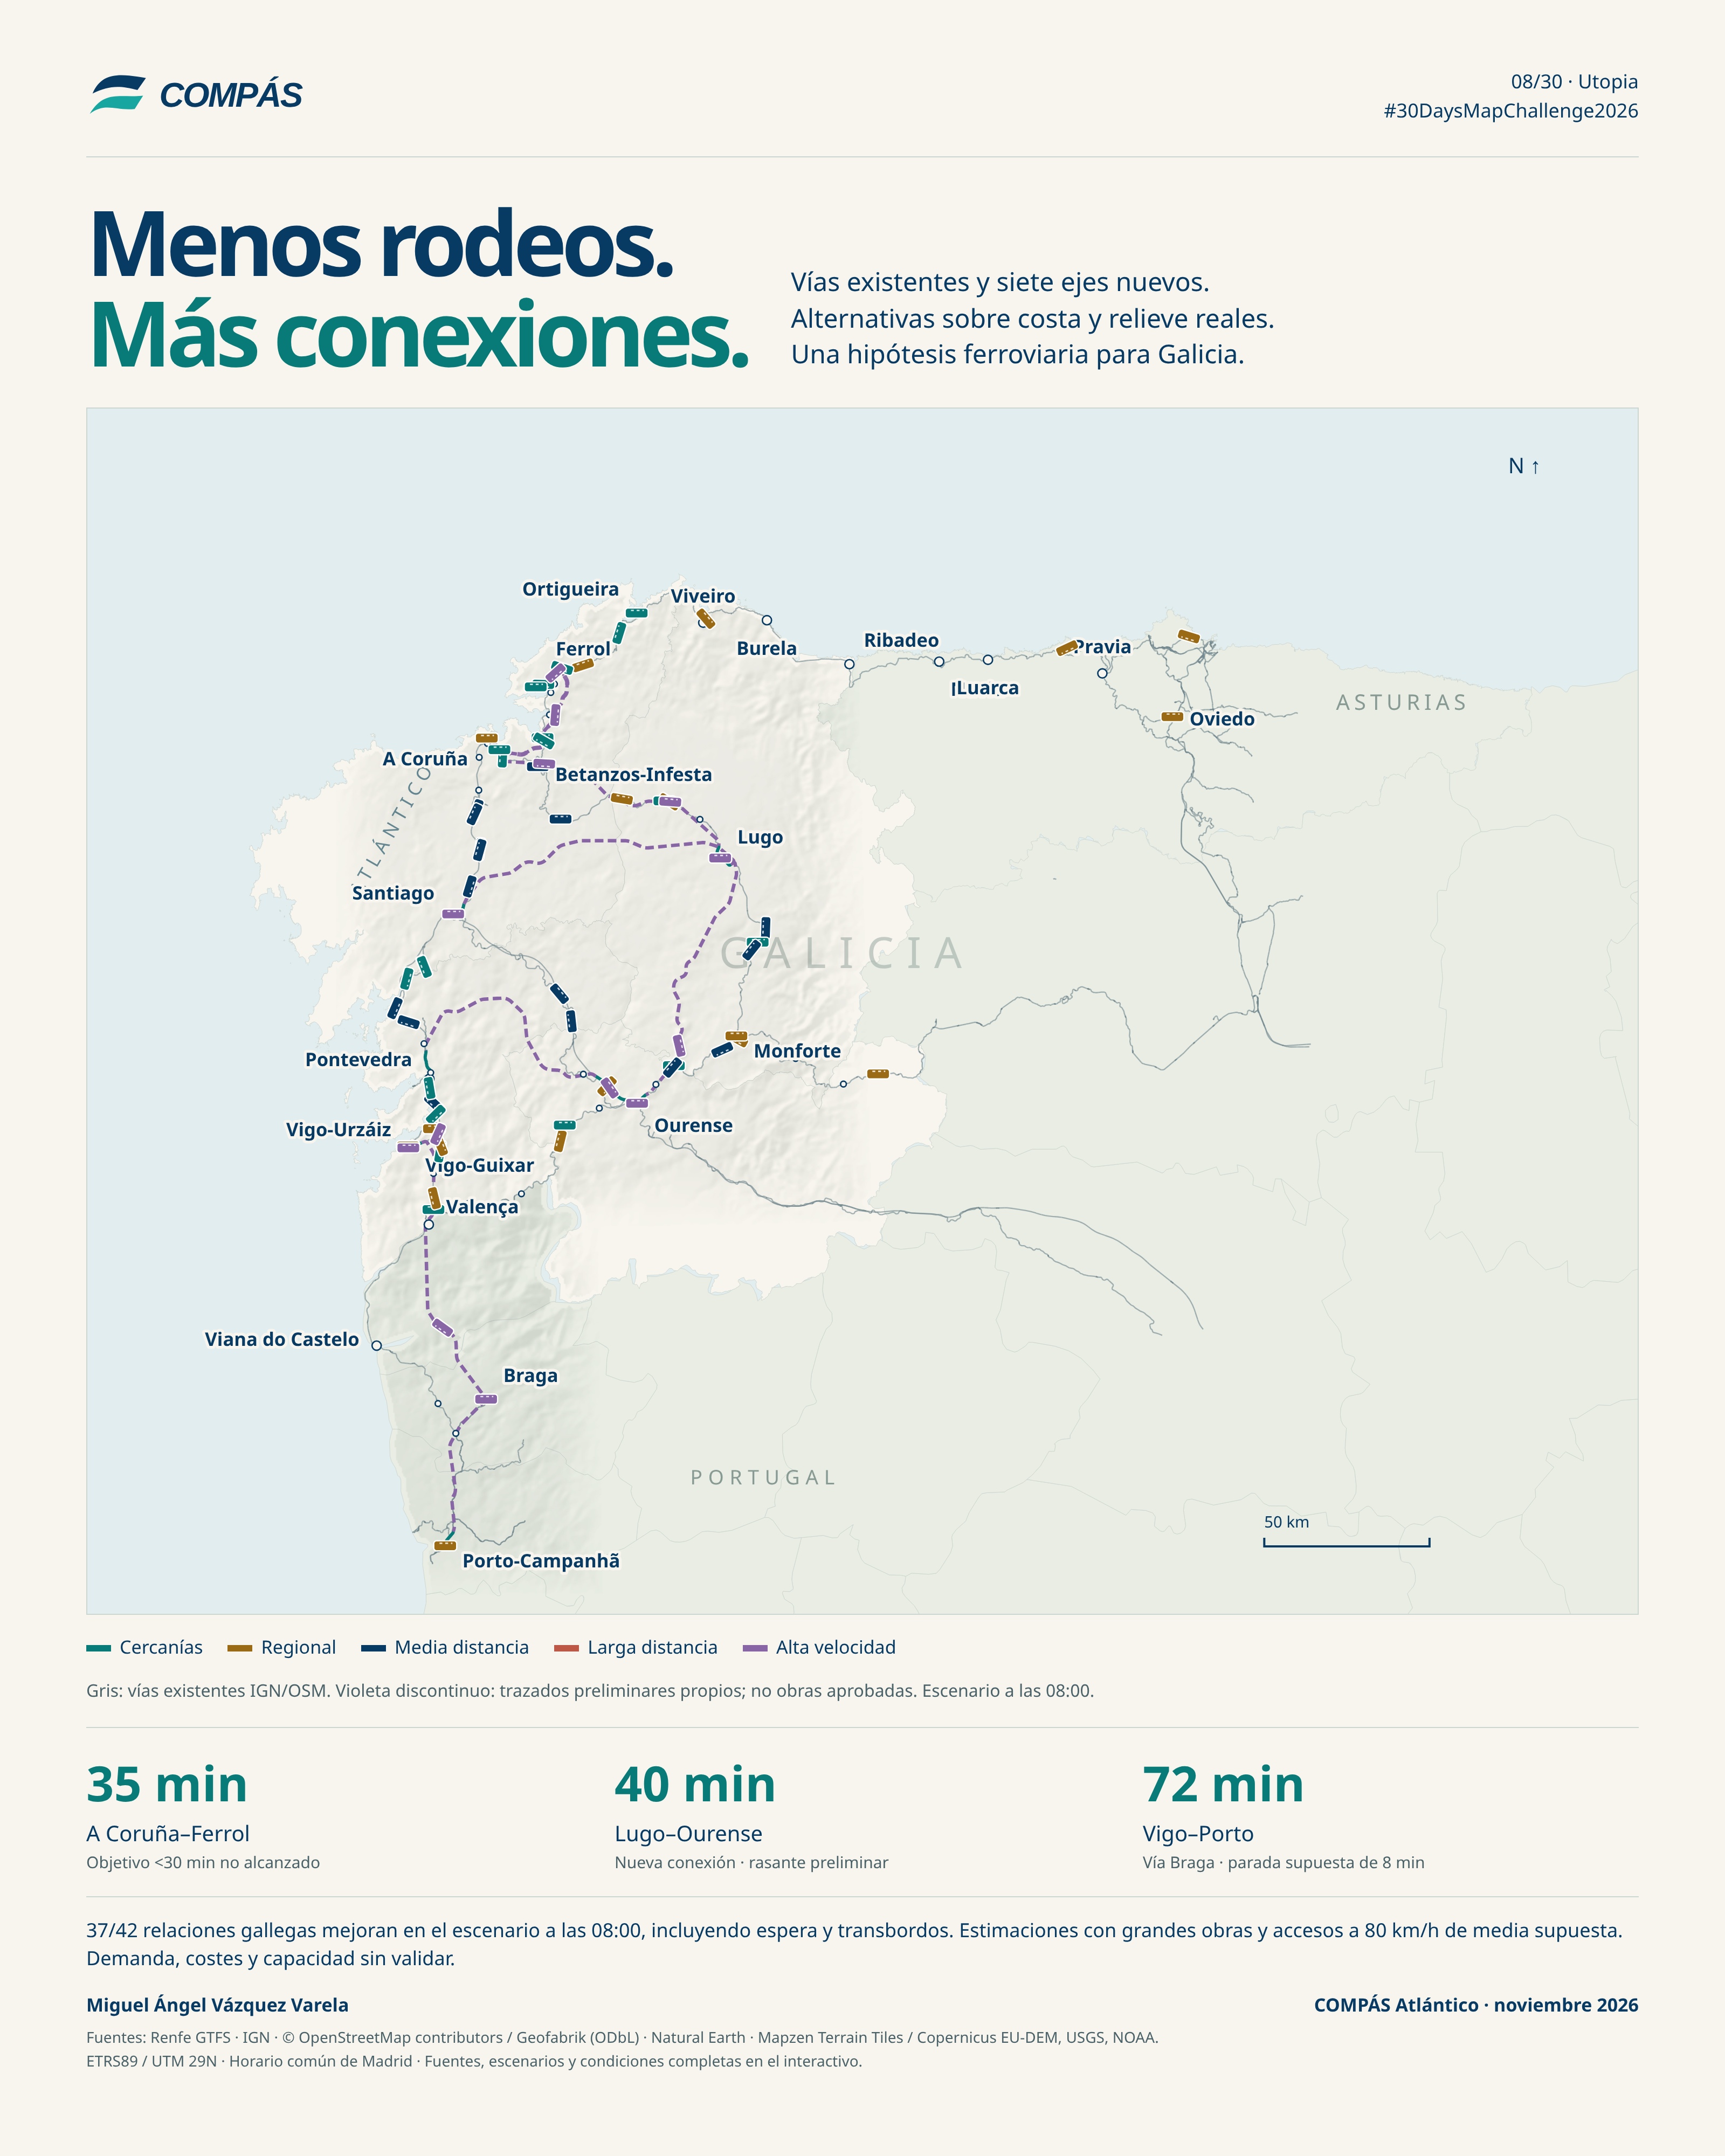 COMPÁS
08/30 · Utopia
#30DaysMapChallenge2026
Menos rodeos.
Más conexiones.
Vías existentes y siete ejes nuevos.
Alternativas sobre costa y relieve reales.
Una hipótesis ferroviaria para Galicia.
N ↑
Ortigueira
Viveiro
Ferrol
Burela
Ribadeo
Pravia
Luarca
ASTURIAS
Oviedo
A Coruña
Betanzos-Infesta
TLÁNTICO
Lugo
Santiago
GALICIA
Pontevedra
Monforte
Vigo-Urzáiz
Ourense
Vigo-Guixar
Valença
Viana do Castelo
Braga
PORTUGAL
50 km
Porto-Campanhã
Cercanías
Regional
Media distancia
Larga distancia
Alta velocidad
Gris: vías existentes IGN/OSM. Violeta discontinuo: trazados preliminares propios; no obras aprobadas. Escenario a las 08:00.
35 min
A Coruña–Ferrol
Objetivo <30 min no alcanzado
40 min
Lugo–Ourense
Nueva conexión · rasante preliminar
72 min
Vigo–Porto
Vía Braga · parada supuesta de 8 min
37/42 relaciones gallegas mejoran en el escenario a las 08:00, incluyendo espera y transbordos. Estimaciones con grandes obras y accesos a 80 km/h de media supuesta.
Demanda, costes y capacidad sin validar.
Miguel Ángel Vázquez Varela
COMPÁS Atlántico · noviembre 2026
Fuentes: Renfe GTFS · IGN · © OpenStreetMap contributors / Geofabrik (ODbL) · Natural Earth · Mapzen Terrain Tiles / Copernicus EU-DEM, USGS, NOAA.
ETRS89 / UTM 29N · Horario común de Madrid · Fuentes, escenarios y condiciones completas en el interactivo.